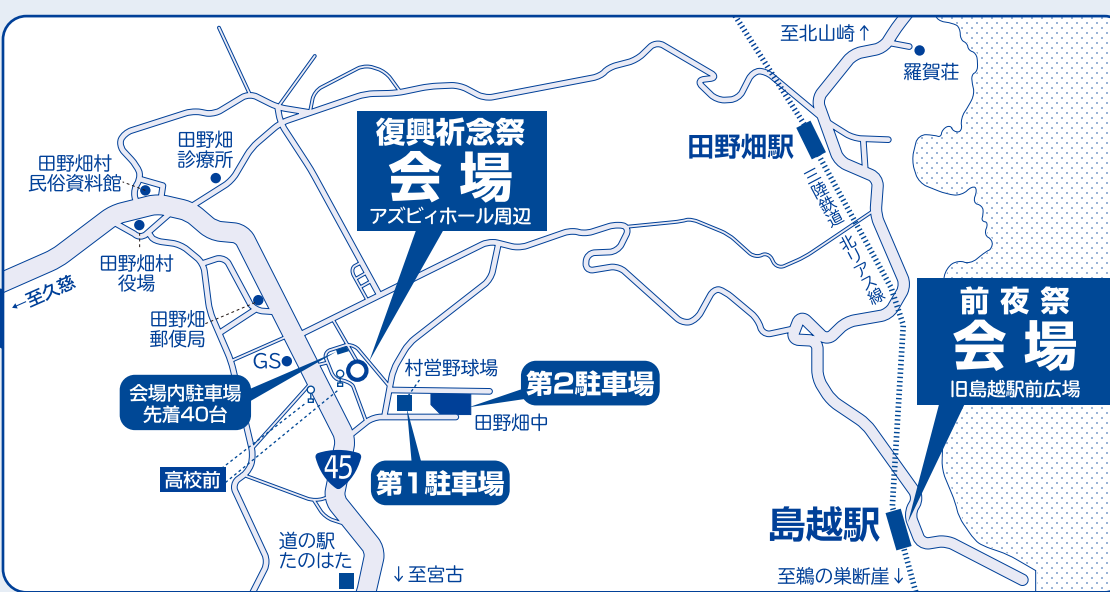 至北山崎↑
羅賀荘
田野畑駅
三陸鉄道
北リアス線
田野畑
診療所
田野畑村
民俗資料館
復興祈念祭
会場
アズビィホール周辺
田野畑村
役場
←至久慈
田野畑
郵便局
GS
会場内駐車場
先着40台
村営野球場
第2駐車場
田野畑中
前夜祭
会場
旧島越駅前広場
高校前
45
第1駐車場
島越駅
道の駅
たのはた
↓至宮古
至鵜の巣断崖↓